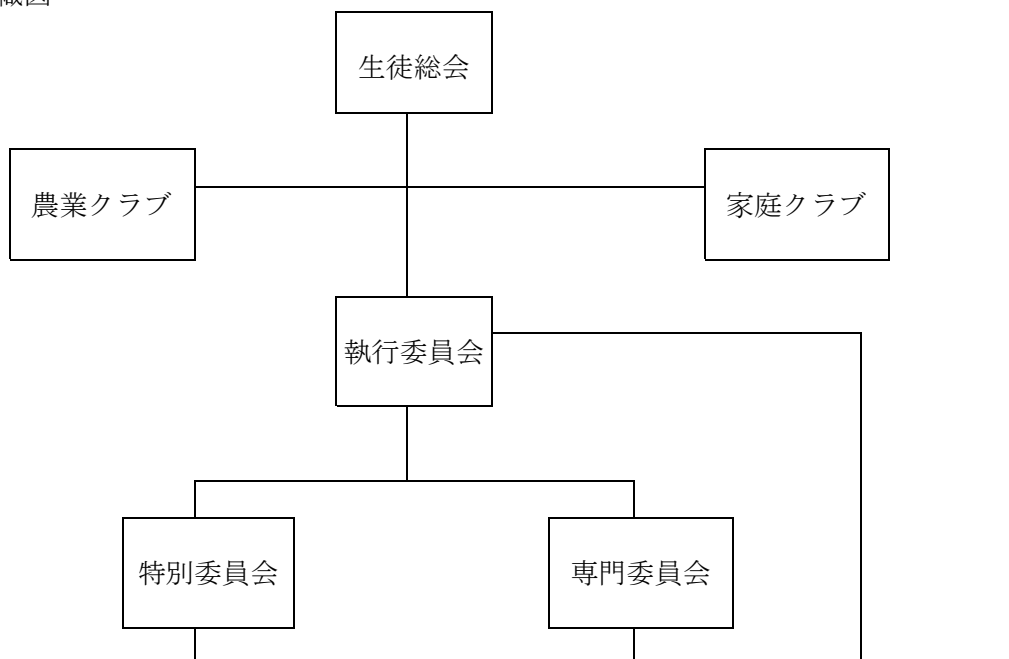 生徒総会
農業クラブ
家庭クラブ
執行委員会
特別委員会
専門委員会